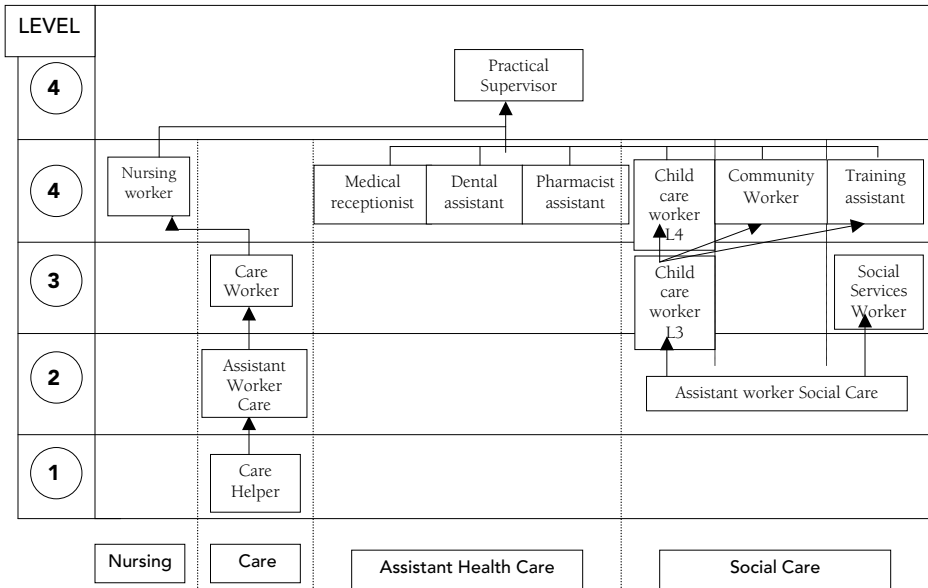 LEVEL
4
Practical
Supervisor
4
Nursing
worker
Medical
receptionist
Dental
assistant
Pharmacist
assistant
Child
care
worker
L4
Community
Worker
Training
assistant
3
Care
Worker
Child
care
worker
L3
Social
Services
Worker
2
Assistant
Worker
Care
Assistant worker Social Care
1
Care
Helper
Nursing
Care
Assistant Health Care
Social Care